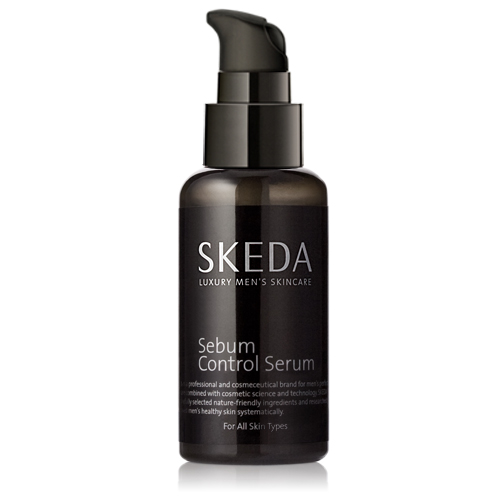 SKEDA
LUXURY MEN'S SKINCARE
Sebum
Control Serum
professional and cosmeceutical brand for men's
combined with cosmetic science and technology.
selected nature-friendly ingredients and
men's healthy skin systematically.
For All Skin Types